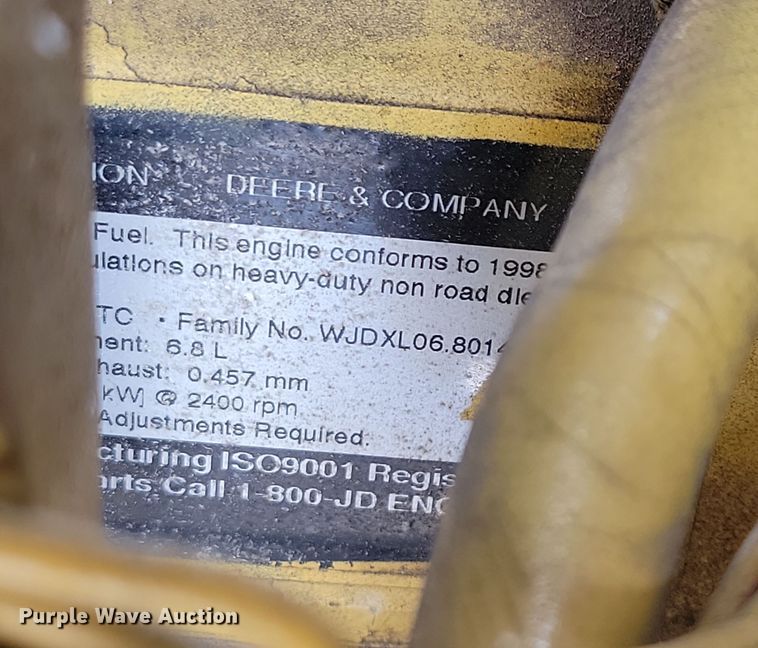 ION DEERE & COMPANY
Fuel. This engine conforms to 1998
ulations on heavy-duty non road die
TC • Family No. WJDXL06.8014
nent: 6.8 L
haust: 0.457 mm
kW] @ 2400 rpm
Adjustments Required.
cturing ISO9001 Regis
arts Call 1-800-JD ENG
Purple Wave Auction